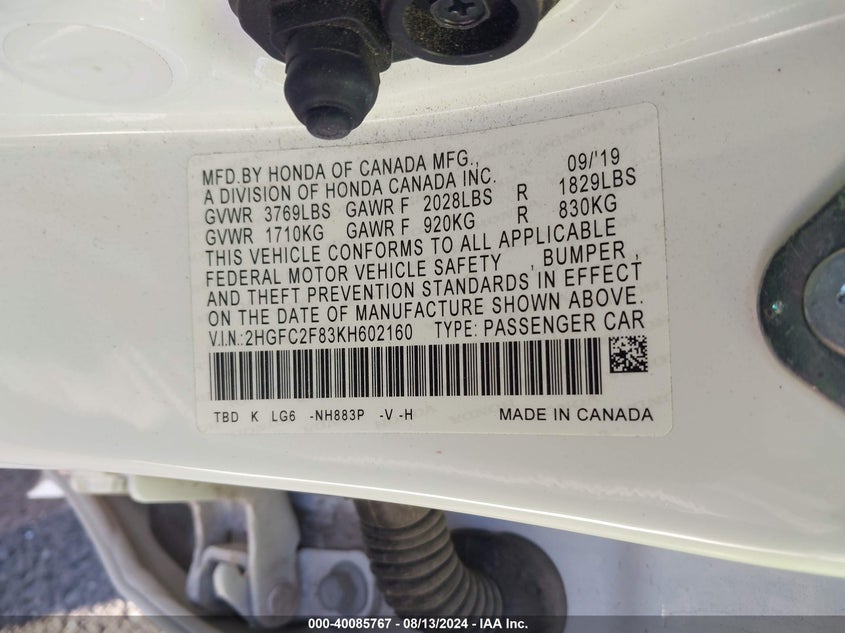 MFD.BY HONDA OF CANADA MFG., 09/'19
A DIVISION OF HONDA CANADA INC.
GVWR 3769LBS GAWR F 2028LBS R 1829LBS
GVWR 1710KG GAWR F 920KG R 830KG
THIS VEHICLE CONFORMS TO ALL APPLICABLE
FEDERAL MOTOR VEHICLE SAFETY , BUMPER ,
AND THEFT PREVENTION STANDARDS IN EFFECT
ON THE DATE OF MANUFACTURE SHOWN ABOVE.
V.I.N.:2HGFC2F83KH602160 TYPE: PASSENGER CAR
TBD K LG6 -NH883P -V -H MADE IN CANADA
000-40085767 - 08/13/2024 - IAA Inc.